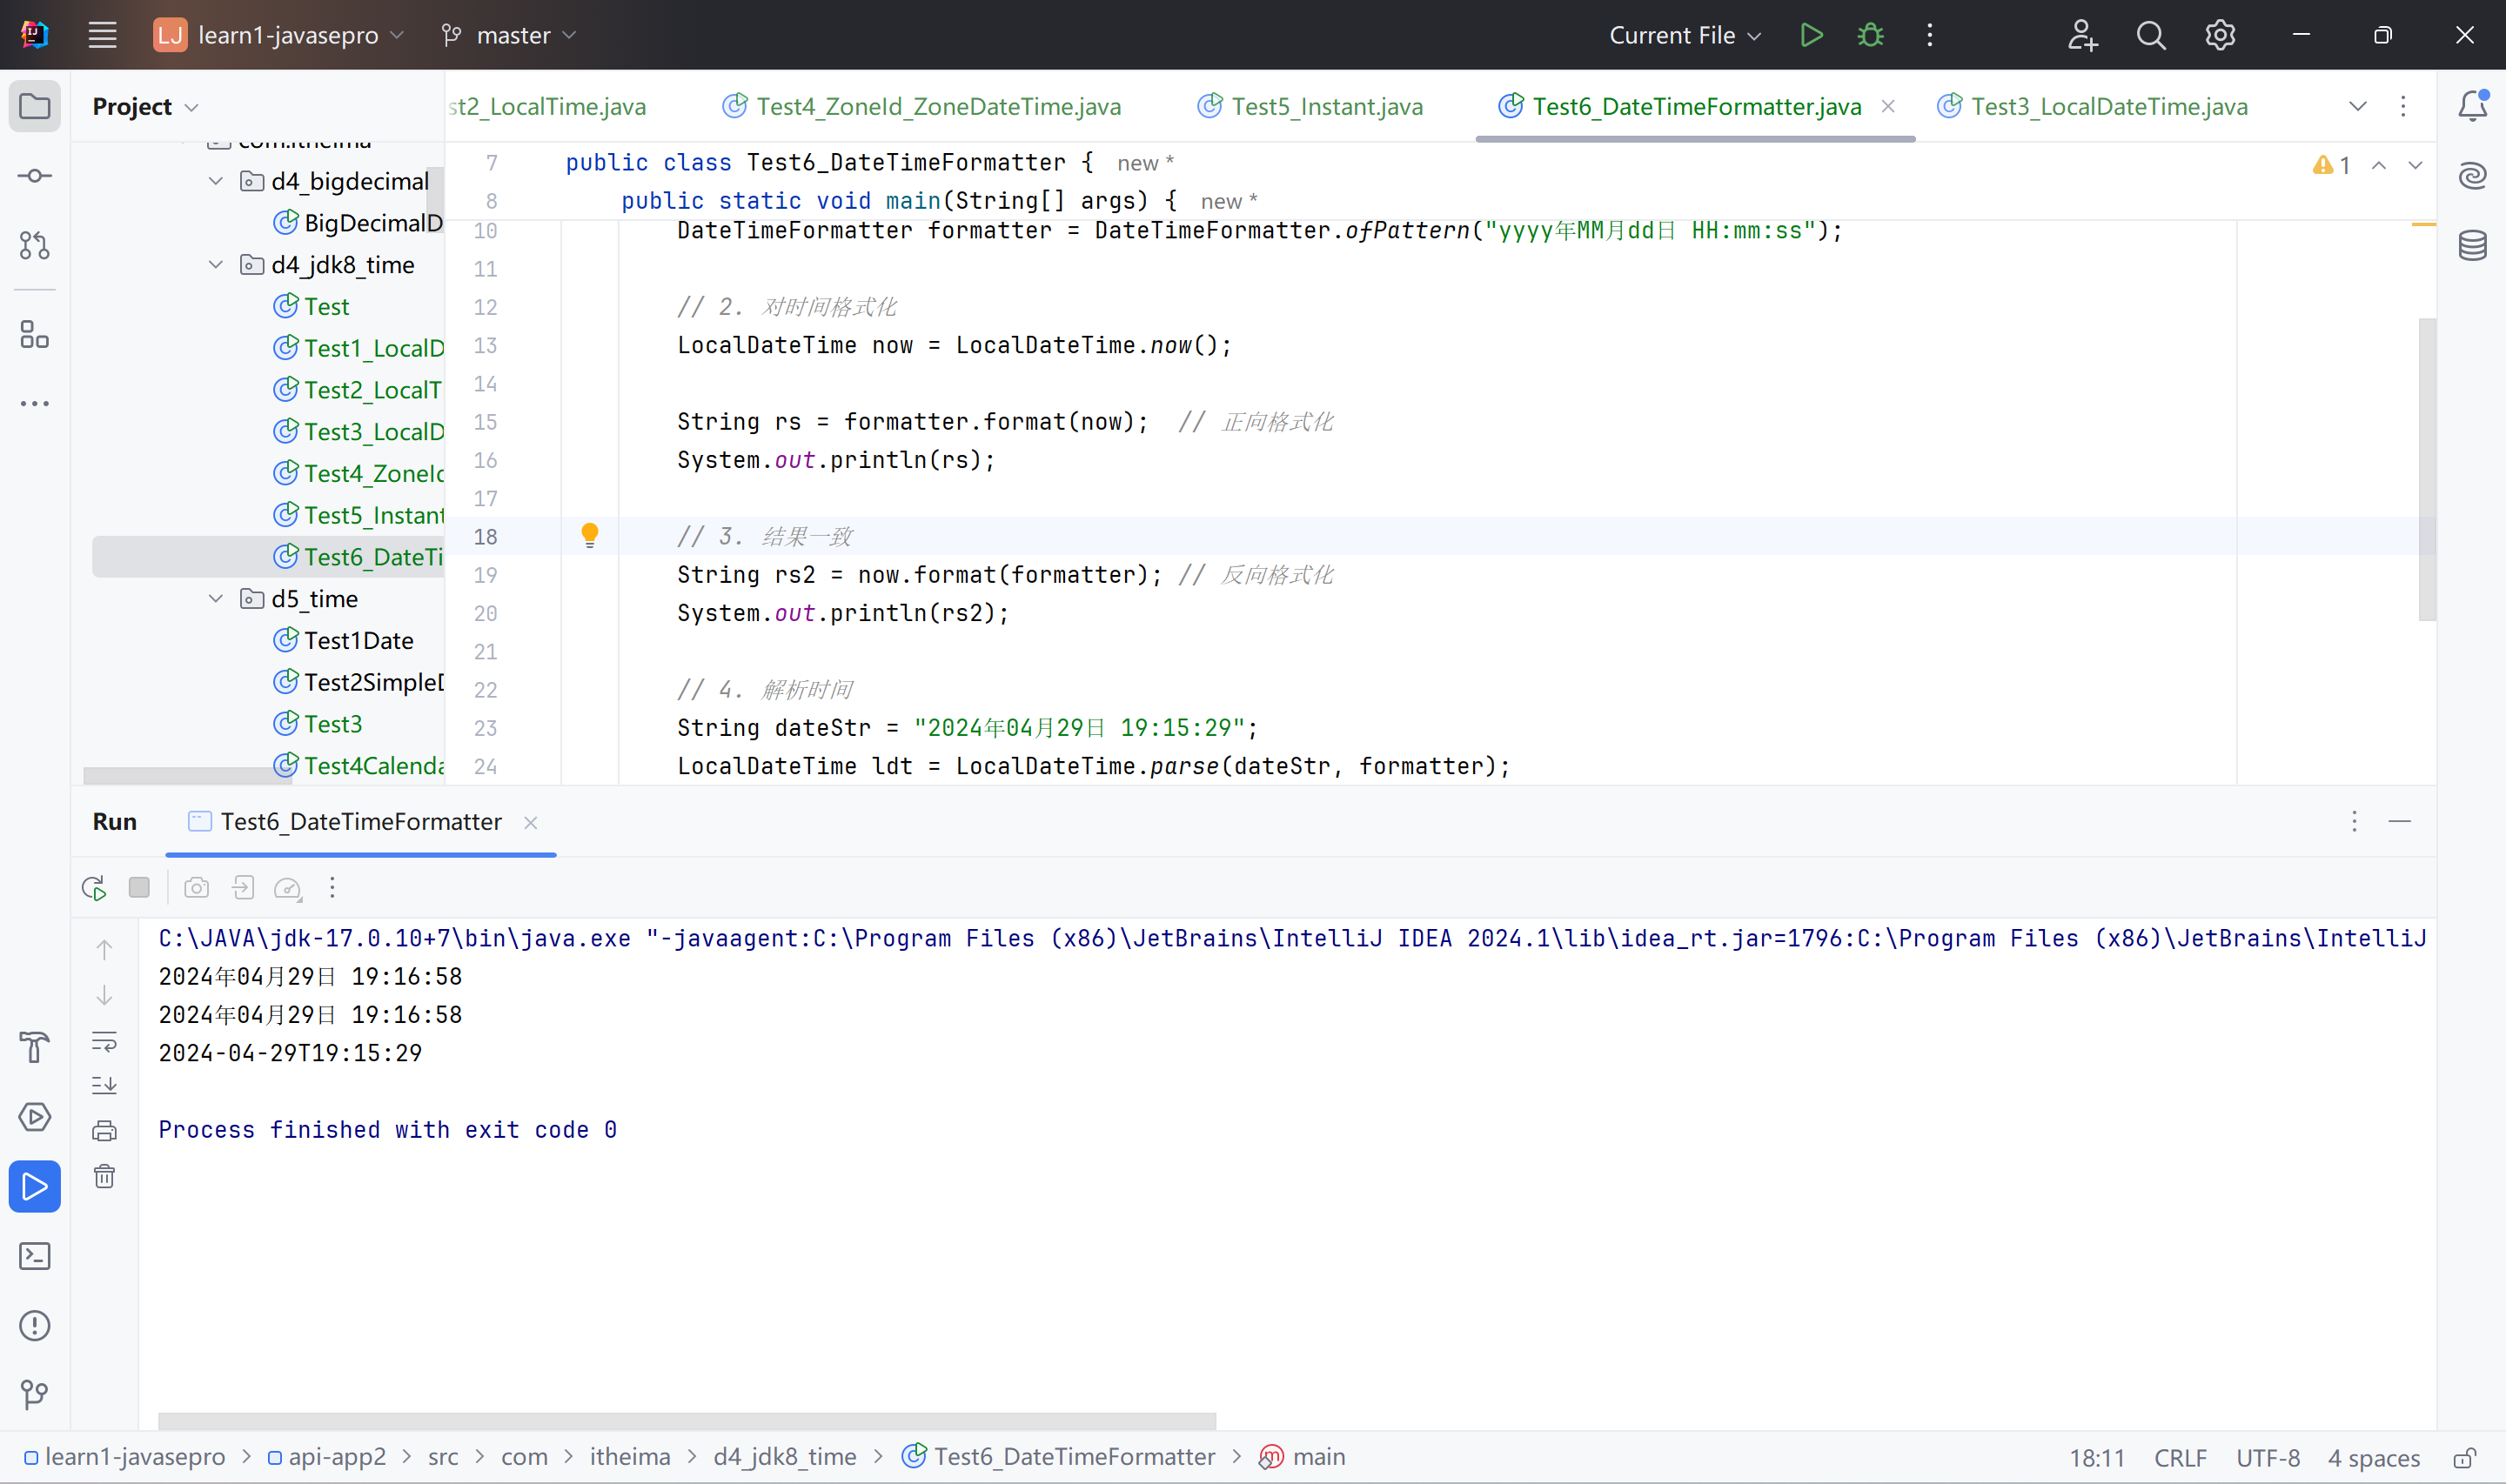 LJ learn1-javasepro master Current File
Project
st2_LocalTime.java Test4_ZoneId_ZoneDateTime.java Test5_Instant.java Test6_DateTimeFormatter.java Test3_LocalDateTime.java
com.itheima
d4_bigdecimal
BigDecimalD
d4_jdk8_time
Test
Test1_LocalD
Test2_LocalT
Test3_LocalD
Test4_ZoneId
Test5_Instant
Test6_DateTi
d5_time
Test1Date
Test2SimpleD
Test3
Test4Calenda
1
7 public class Test6_DateTimeFormatter { new *
8 public static void main(String[] args) { new *
10 DateTimeFormatter formatter = DateTimeFormatter.ofPattern("yyyy年MM月dd日 HH:mm:ss");
11
12 // 2. 对时间格式化
13 LocalDateTime now = LocalDateTime.now();
14
15 String rs = formatter.format(now); // 正向格式化
16 System.out.println(rs);
17
18 // 3. 结果一致
19 String rs2 = now.format(formatter); // 反向格式化
20 System.out.println(rs2);
21
22 // 4. 解析时间
23 String dateStr = "2024年04月29日 19:15:29";
24 LocalDateTime ldt = LocalDateTime.parse(dateStr, formatter);
Run Test6_DateTimeFormatter
C:\JAVA\jdk-17.0.10+7\bin\java.exe "-javaagent:C:\Program Files (x86)\JetBrains\IntelliJ IDEA 2024.1\lib\idea_rt.jar=1796:C:\Program Files (x86)\JetBrains\IntelliJ
2024年04月29日 19:16:58
2024年04月29日 19:16:58
2024-04-29T19:15:29
Process finished with exit code 0
learn1-javasepro > api-app2 > src > com > itheima > d4_jdk8_time > Test6_DateTimeFormatter > main 18:11 CRLF UTF-8 4 spaces